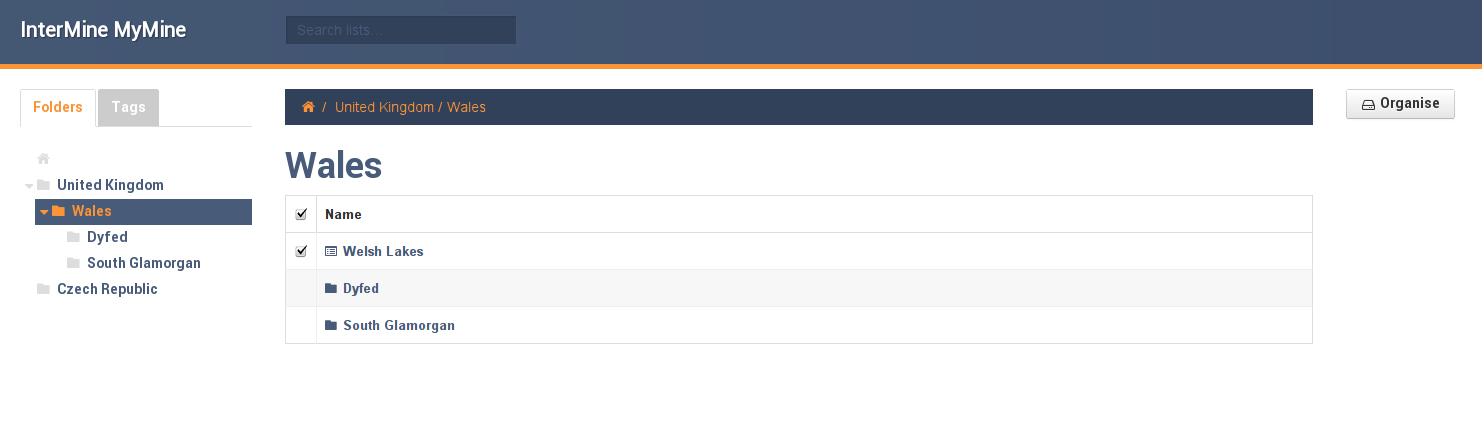 InterMine MyMine
Search lists...
Folders
Tags
United Kingdom
Wales
Dyfed
South Glamorgan
Czech Republic
/ United Kingdom / Wales
Organise
Wales
Name
Welsh Lakes
Dyfed
South Glamorgan